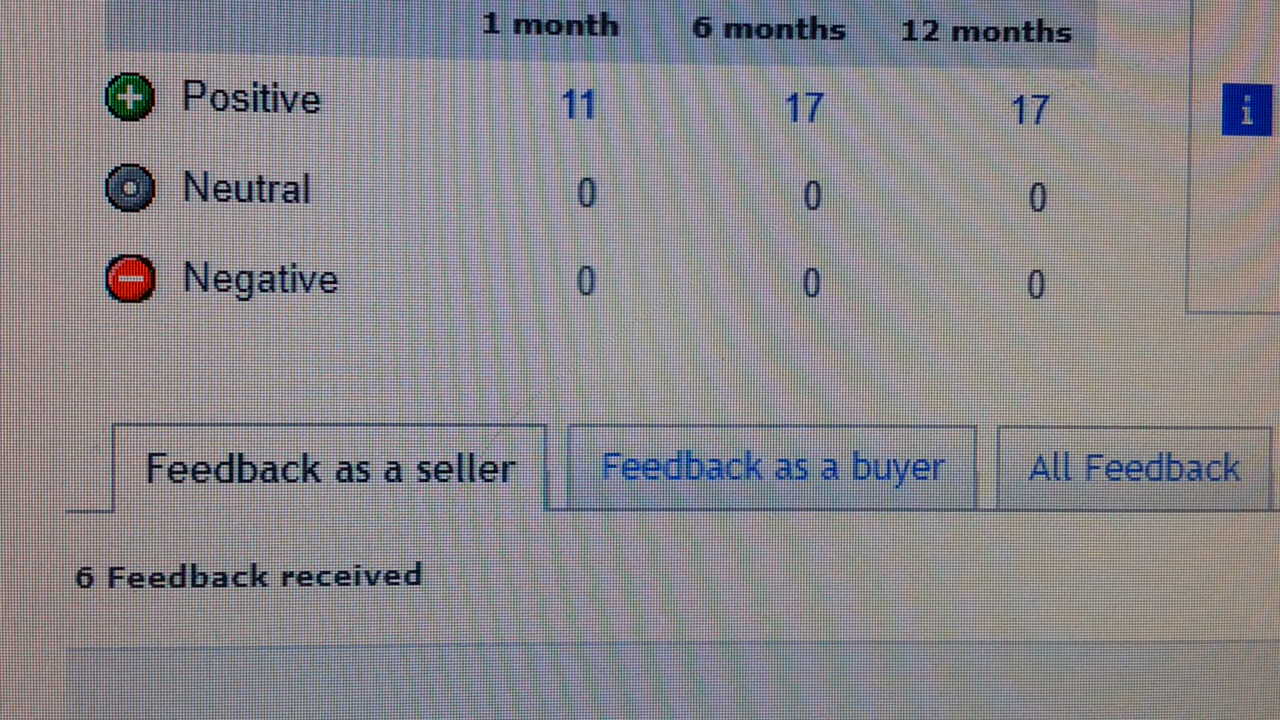 1 month 6 months 12 months
Positive 11 17 17
i
Neutral 0 0 0
Negative 0 0 0
Feedback as a seller Feedback as a buyer All Feedback
6 Feedback received